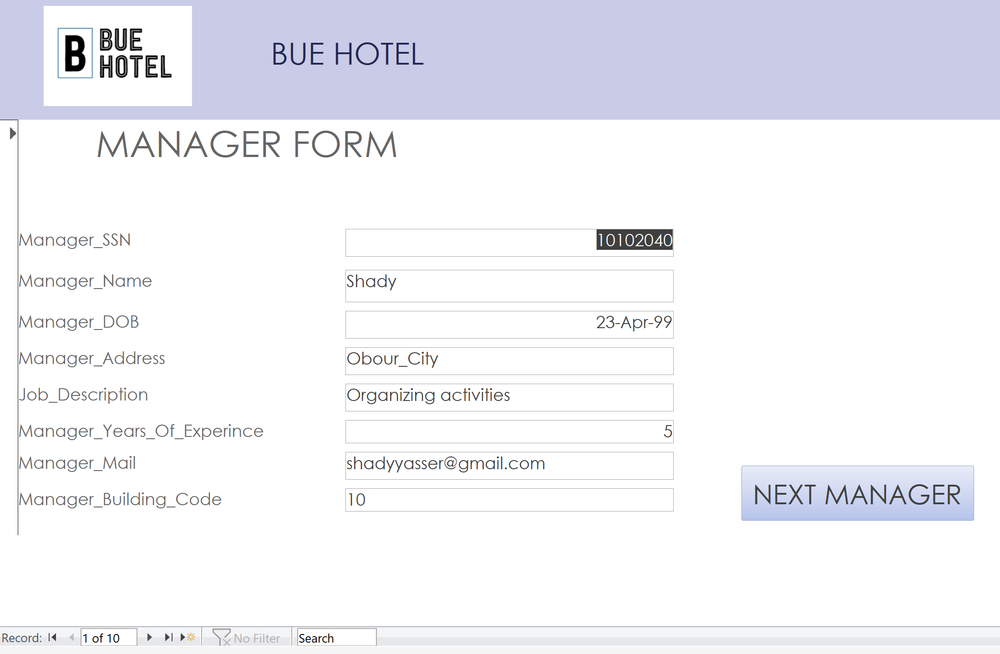 B BUE
HOTEL
BUE HOTEL
MANAGER FORM
Manager_SSN 10102040
Manager_Name Shady
Manager_DOB 23-Apr-99
Manager_Address Obour_City
Job_Description Organizing activities
Manager_Years_Of_Experince 5
Manager_Mail shadyyasser@gmail.com
Manager_Building_Code 10
NEXT MANAGER
Record: 1 of 10 No Filter Search